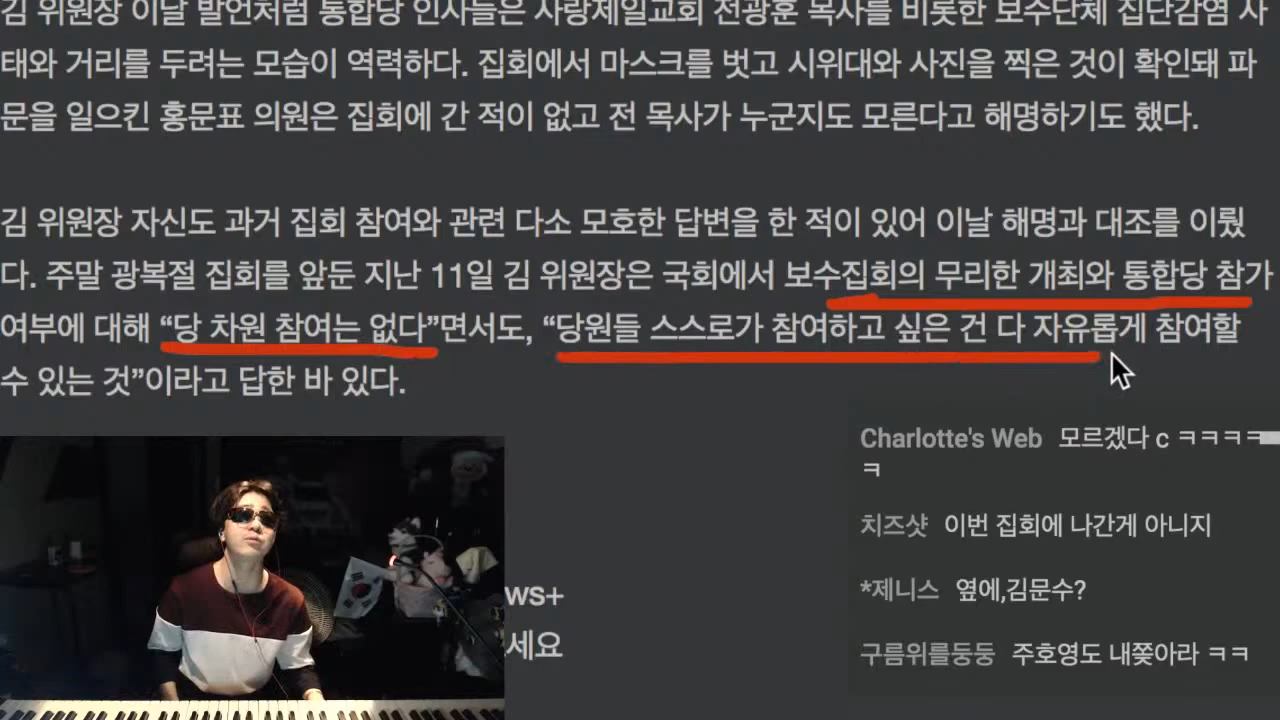 김 위원장 이날 발언처럼 통합당 인사들은 사랑제일교회 전광훈 목사를 비롯한 보수단체 집단감염 사
태와 거리를 두려는 모습이 역력하다. 집회에서 마스크를 벗고 시위대와 사진을 찍은 것이 확인돼 파
문을 일으킨 홍문표 의원은 집회에 간 적이 없고 전 목사가 누군지도 모른다고 해명하기도 했다.
김 위원장 자신도 과거 집회 참여와 관련 다소 모호한 답변을 한 적이 있어 이날 해명과 대조를 이뤘
다. 주말 광복절 집회를 앞둔 지난 11일 김 위원장은 국회에서 보수집회의 무리한 개최와 통합당 참가
여부에 대해 “당 차원 참여는 없다”면서도, “당원들 스스로가 참여하고 싶은 건 다 자유롭게 참여할
수 있는 것”이라고 답한 바 있다.
ws+
세요
Charlotte's Web 모르겠다 c ㅋㅋㅋㅋ
ㅋ
치즈샷 이번 집회에 나간게 아니지
*제니스 옆에,김문수?
구름위를둥둥 주호영도 내쫒아라 ㅋㅋ